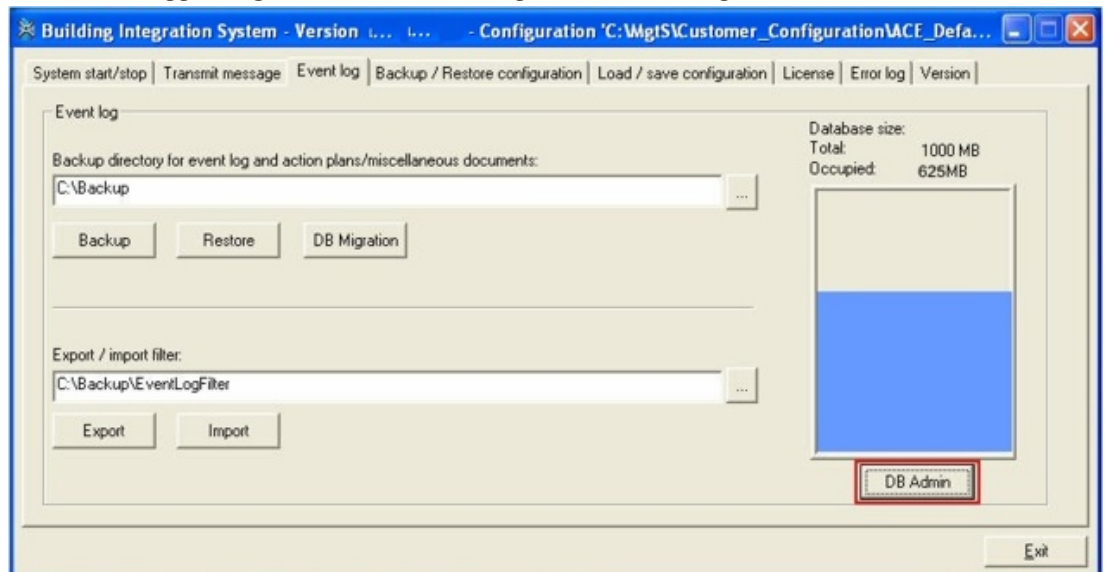 Building Integration System - Version - Configuration 'C:\MgtS\Customer_Configuration\ACE_Defa...
System start/stop Transmit message Event log Backup / Restore configuration Load / save configuration License Error log Version
Event log
Database size:
Total: 1000 MB
Occupied: 625MB
Backup directory for event log and action plans/miscellaneous documents:
C:\Backup
...
Backup Restore DB Migration
Export / import filter:
C:\Backup\EventLogFilter
...
Export Import
DB Admin
Exit